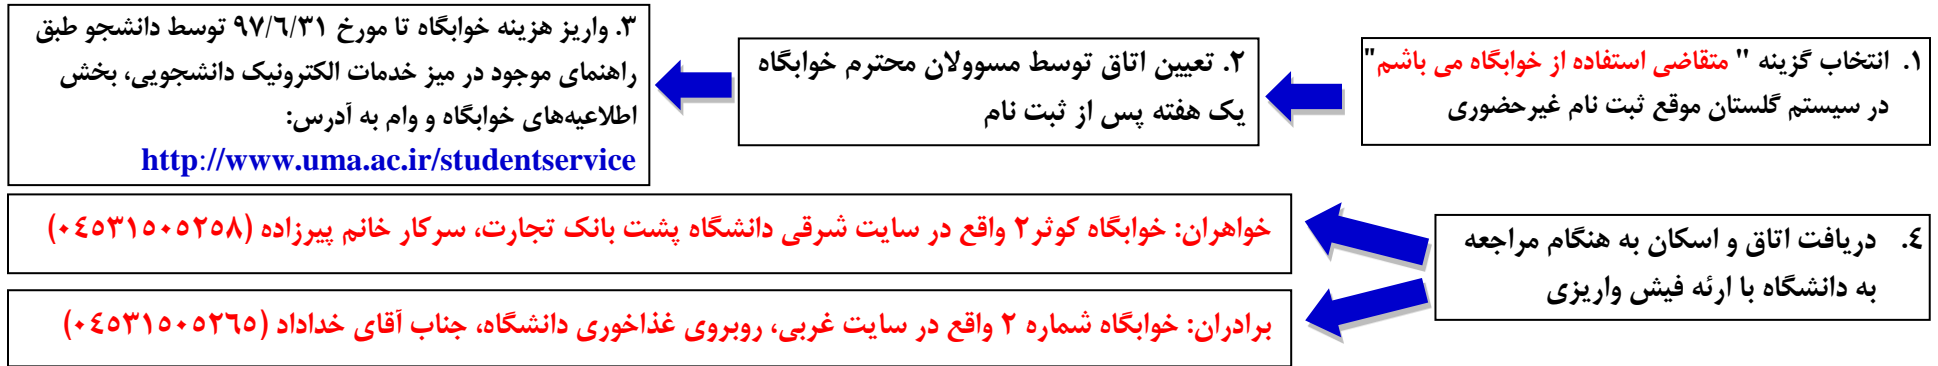 ۱. انتخاب گزینه " متقاضی استفاده از خوابگاه می باشم"
در سیستم گلستان موقع ثبت نام غیرحضوری
۲. تعیین اتاق توسط مسوولان محترم خوابگاه
یک هفته پس از ثبت نام
۳. واریز هزینه خوابگاه تا مورخ ۹۷/٦/۳۱ توسط دانشجو طبق
راهنمای موجود در میز خدمات الکترونیک دانشجویی، بخش
اطلاعیه‌های خوابگاه و وام به آدرس:
http://www.uma.ac.ir/studentservice
٤. دریافت اتاق و اسکان به هنگام مراجعه
به دانشگاه با ارئه فیش واریزی
خواهران: خوابگاه کوثر۲ واقع در سایت شرقی دانشگاه پشت بانک تجارت، سرکار خانم پیرزاده (۰٤٥۳۱٥۰٥۲٥۸)
برادران: خوابگاه شماره ۲ واقع در سایت غربی، روبروی غذاخوری دانشگاه، جناب آقای خداداد (۰٤٥۳۱٥۰٥۲٦٥)